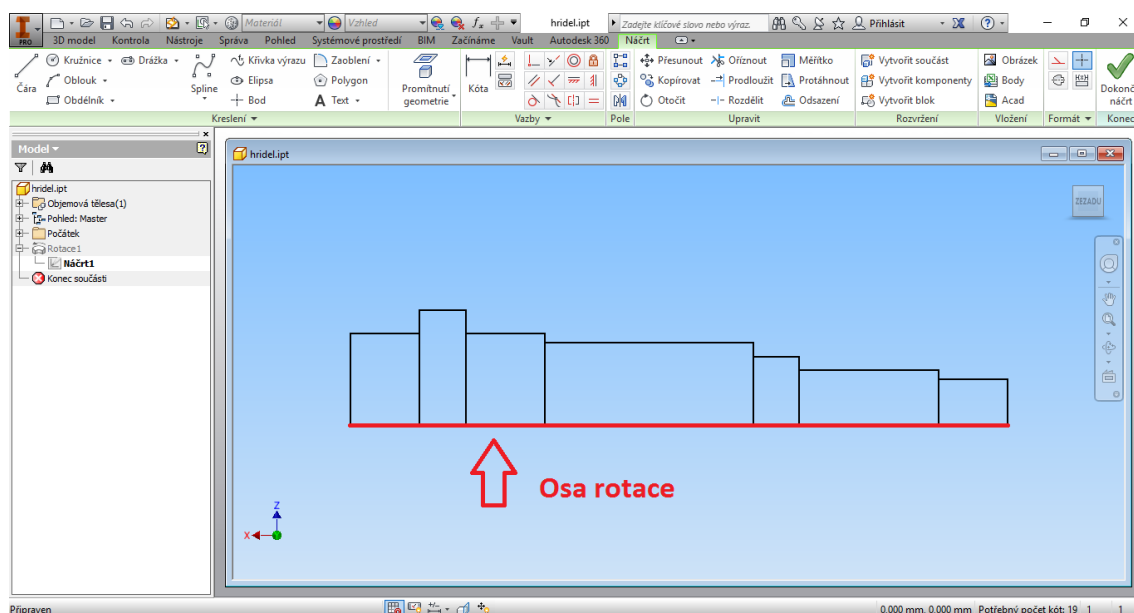 Materiál Vzhled hridel.ipt Zadejte klíčové slovo nebo výraz. Přihlásit
PRO 3D model Kontrola Nástroje Správa Pohled Systémové prostředí BIM Začínáme Vault Autodesk 360 Náčrt
Čára
Kružnice
Oblouk
Obdélník
Drážka
Spline
Křivka výrazu
Elipsa
Bod
Zaoblení
Polygon
Text
Promítnutí
geometrie
Kóta
Přesunout
Kopírovat
Otočit
Oříznout
Prodloužit
Rozdělit
Měřítko
Protáhnout
Odsazení
Vytvořit součást
Vytvořit komponenty
Vytvořit blok
Obrázek
Body
Acad
Dokonč
náčrt
Kreslení Vazby Pole Upravit Rozvržení Vložení Formát Konec
Model
hridel.ipt
Objemová tělesa(1)
Pohled: Master
Počátek
Rotace1
Náčrt1
Konec součásti
hridel.ipt
ZEZADU
Osa rotace
Z
X
Připraven 0.000 mm, 0.000 mm Potřebný počet kót: 19 1 1